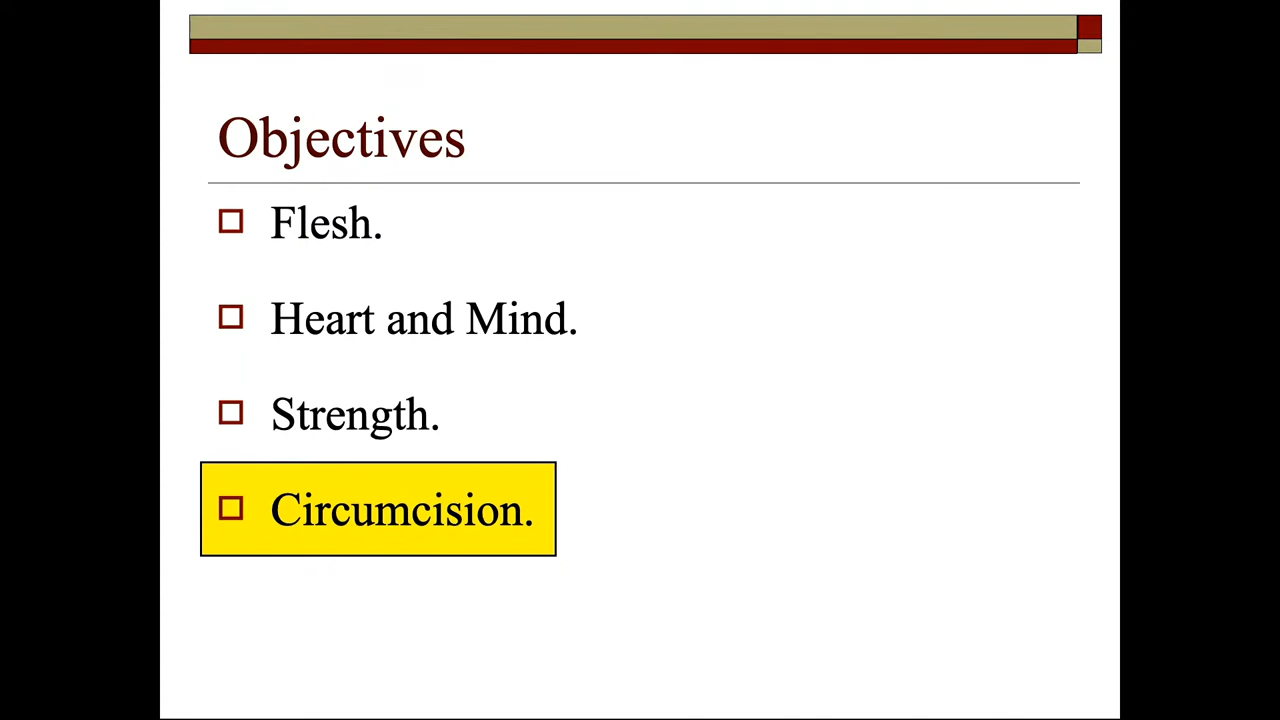 Objectives
Flesh.
Heart and Mind.
Strength.
Circumcision.